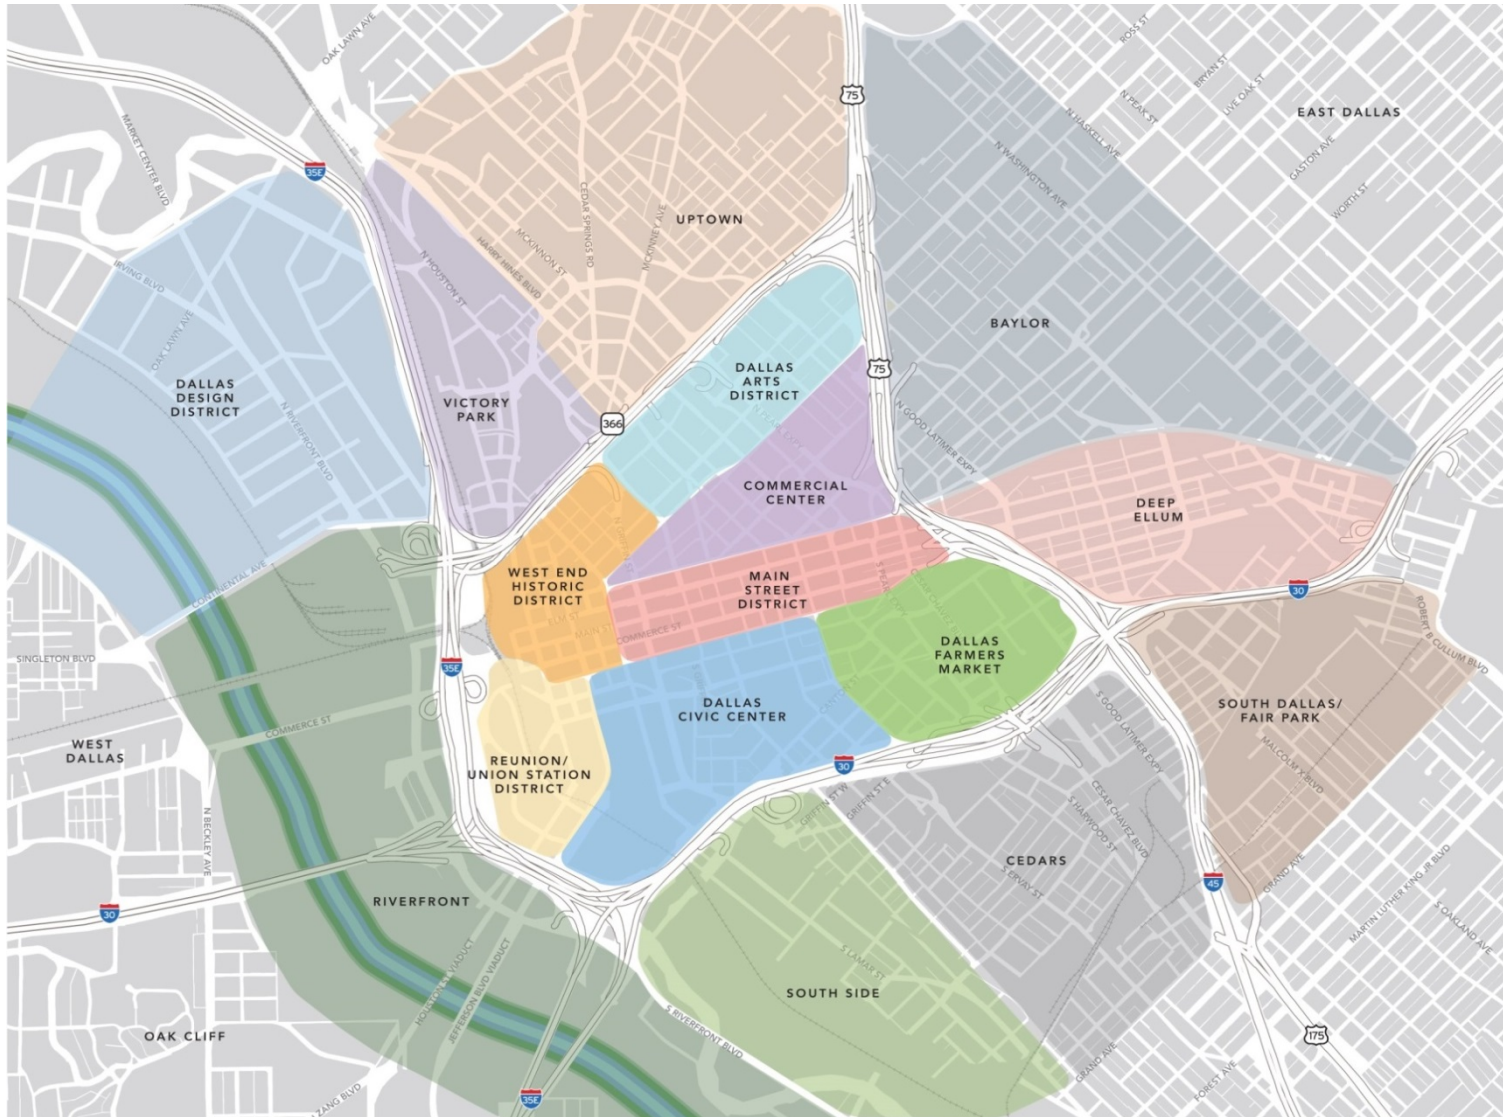 OAK LAWN AVE
ROSS ST
BRYAN ST
LIVE OAK ST
N PEAK ST
75
EAST DALLAS
N HASKELL AVE
GASTON AVE
MARKET CENTER BLVD
N WASHINGTON AVE
35E
WORTH ST
CEDAR SPRINGS RD
UPTOWN
MCKINNEY AVE
MCKINNON ST
HARRY HINES BLVD
N HOUSTON ST
IRVING BLVD
OAK LAWN AVE
BAYLOR
DALLAS
DESIGN
DISTRICT
N RIVERFRONT BLVD
VICTORY
PARK
366
DALLAS
ARTS
DISTRICT
75
N GOOD LATIMER EXPY
COMMERCIAL
CENTER
DEEP
ELLUM
CONTINENTAL AVE
WEST END
HISTORIC
DISTRICT
MAIN
STREET
DISTRICT
30
ROBERT B CULLUM BLVD
ELM ST
MAIN ST
COMMERCE ST
SINGLETON BLVD
35E
DALLAS
FARMERS
MARKET
DALLAS
CIVIC CENTER
CANTON ST
S GOOD LATIMER EXPY
SOUTH DALLAS/
FAIR PARK
MALCOLM X BLVD
COMMERCE ST
WEST
DALLAS
REUNION/
UNION STATION
DISTRICT
30
GRIFFIN ST W
GRIFFIN ST E
CESAR CHAVEZ BLVD
S HARWOOD ST
N BECKLEY AVE
CEDARS
S ERVAY ST
GRAND AVE
45
MARTIN LUTHER KING JR BLVD
S OAKLAND AVE
30
RIVERFRONT
HOUSTON ST VIADUCT
JEFFERSON BLVD VIADUCT
S LAMAR ST
SOUTH SIDE
S RIVERFRONT BLVD
OAK CLIFF
175
GRAND AVE
FOREST AVE
ZANG BLVD
35E